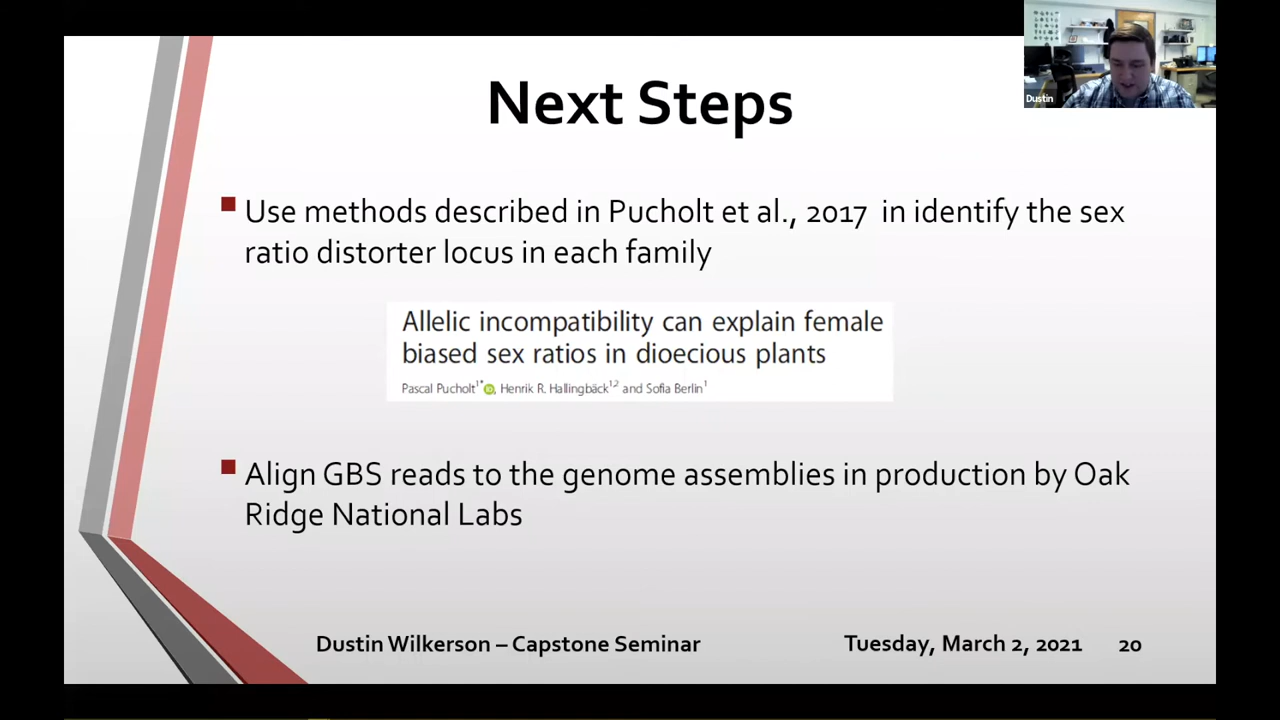 Next Steps
Dustin
Use methods described in Pucholt et al., 2017 in identify the sex
ratio distorter locus in each family
Allelic incompatibility can explain female
biased sex ratios in dioecious plants
Pascal Pucholt1* iD, Henrik R. Hallingbäck1,2 and Sofia Berlin1
Align GBS reads to the genome assemblies in production by Oak
Ridge National Labs
Dustin Wilkerson – Capstone Seminar
Tuesday, March 2, 2021
20